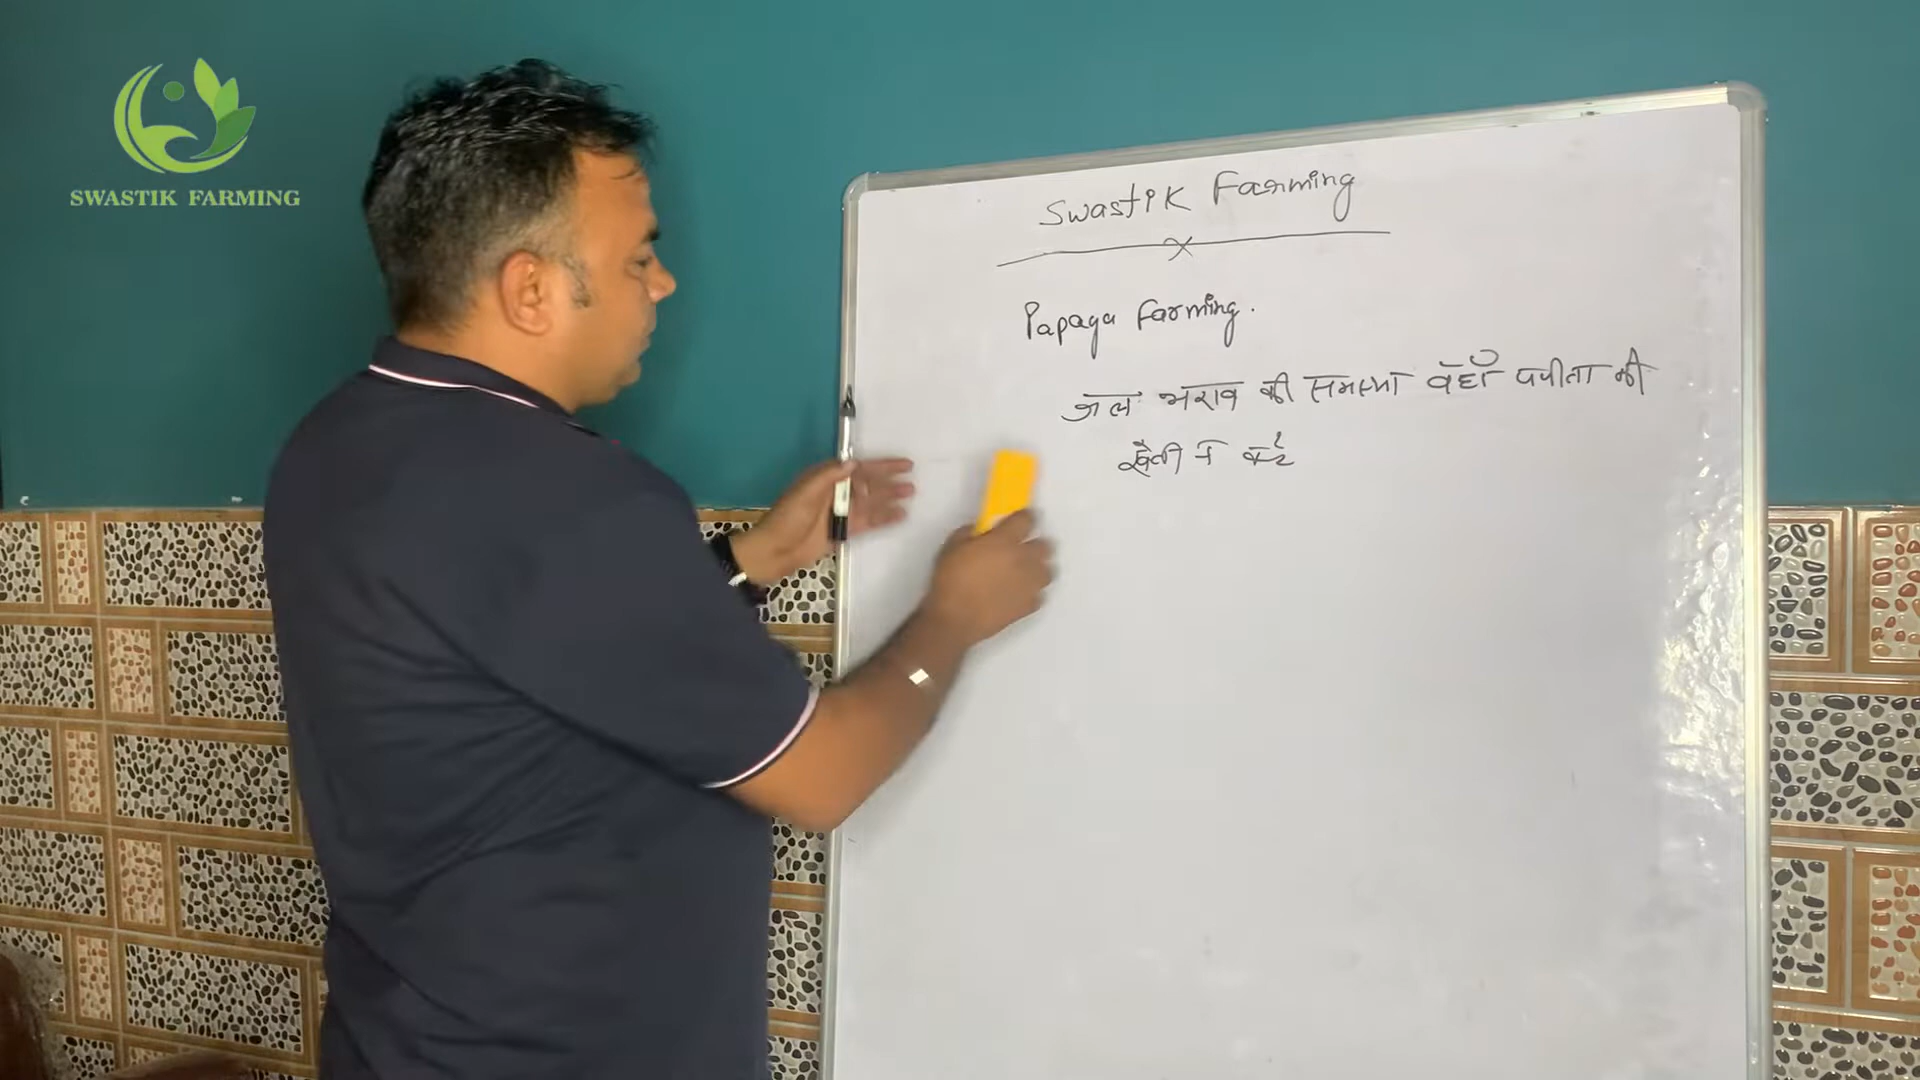 SWASTIK FARMING
Swastik Farming
Papaya Farming.
जल भराव की समस्या वहाँ पपीता की
खेती न करें